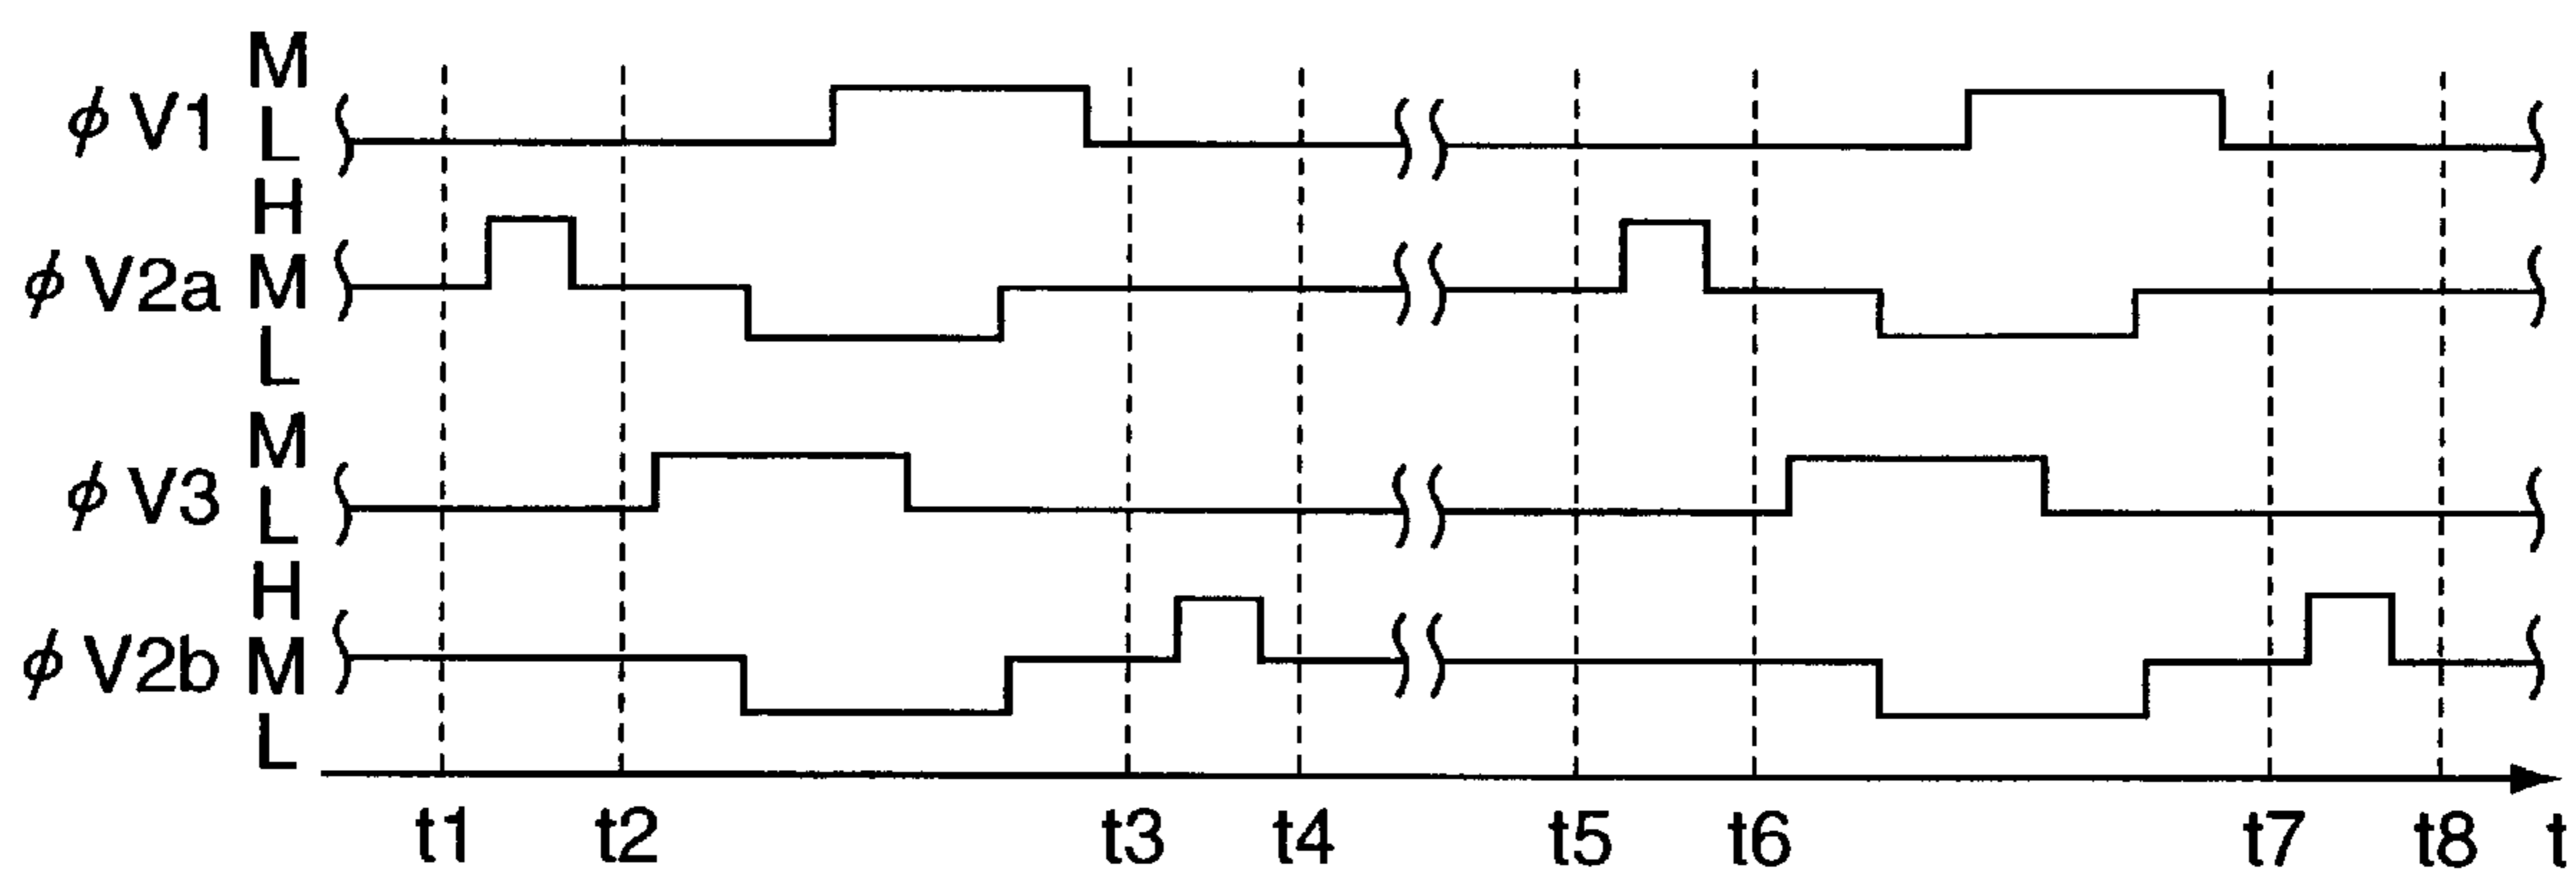 M
φ V1
L
H
φ V2a M
L
M
φ V3
L
H
φ V2b M
L
t1 t2 t3 t4 t5 t6 t7 t8 t